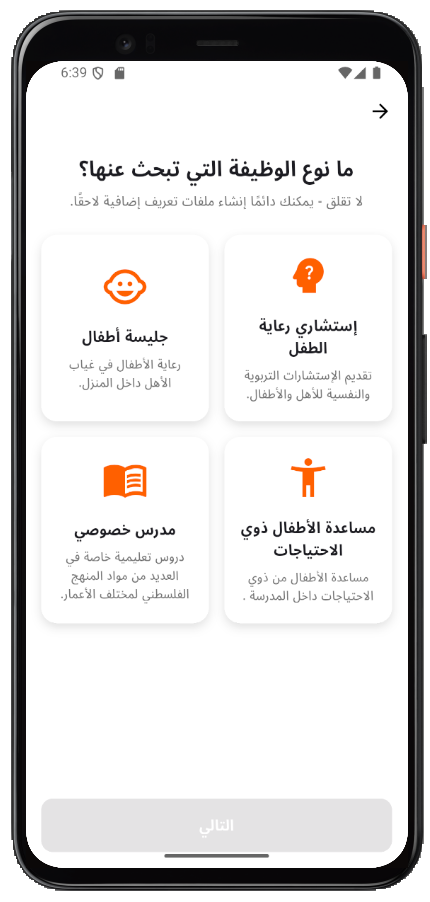 6:39
ما نوع الوظيفة التي تبحث عنها؟
لا تقلق - يمكنك دائمًا إنشاء ملفات تعريف إضافية لاحقًا.
?
إستشاري رعاية
الطفل
تقديم الإستشارات التربوية
والنفسية للأهل والأطفال.
جليسة أطفال
رعاية الأطفال في غياب
الأهل داخل المنزل.
مساعدة الأطفال ذوي
الاحتياجات
مساعدة الأطفال من ذوي
الاحتياجات داخل المدرسة .
مدرس خصوصي
دروس تعليمية خاصة في
العديد من مواد المنهج
الفلسطني لمختلف الأعمار.
التالي